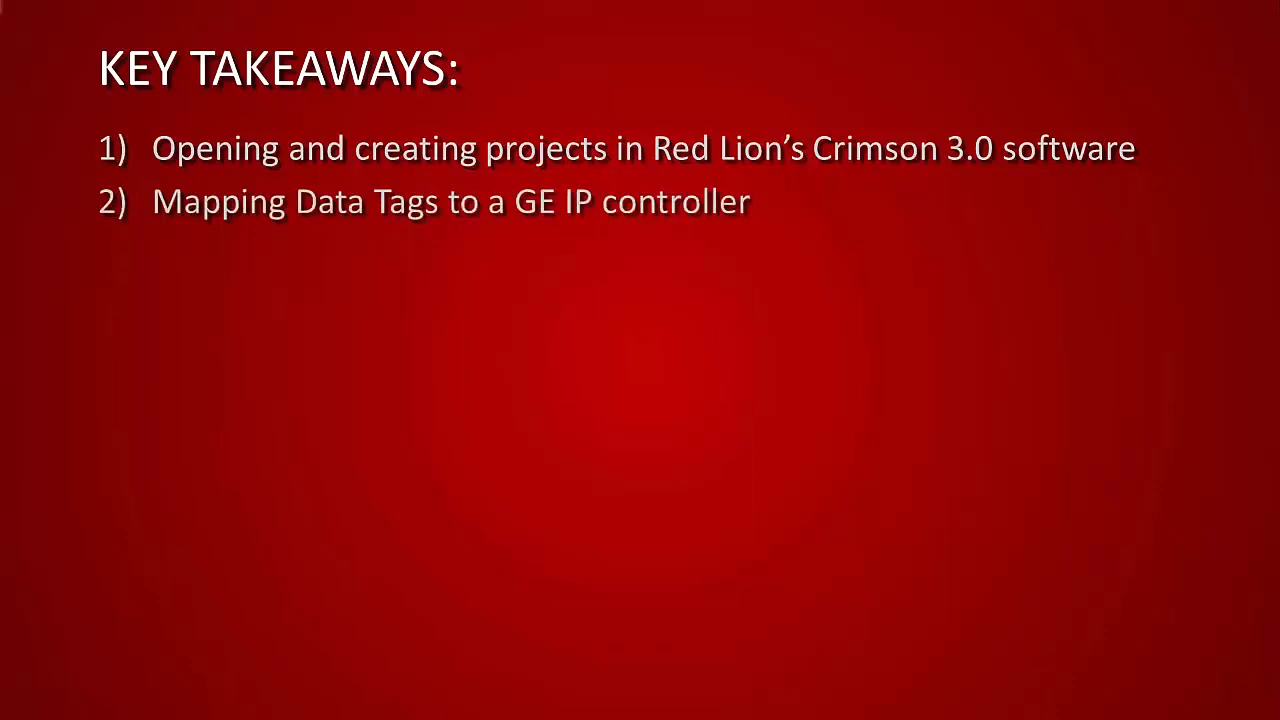 KEY TAKEAWAYS:
1) Opening and creating projects in Red Lion’s Crimson 3.0 software
2) Mapping Data Tags to a GE IP controller